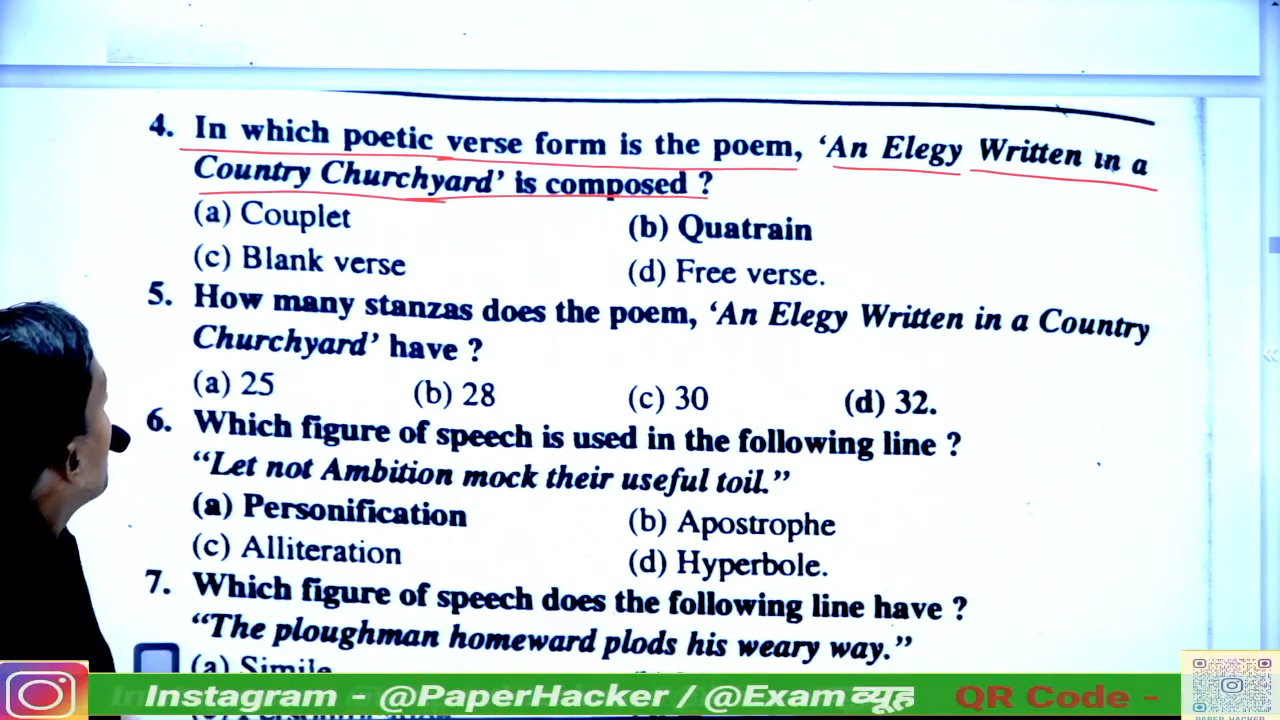 4. In which poetic verse form is the poem, ‘An Elegy Written in a
Country Churchyard’ is composed ?
(a) Couplet (b) Quatrain
(c) Blank verse (d) Free verse.
5. How many stanzas does the poem, ‘An Elegy Written in a Country
Churchyard’ have ?
(a) 25 (b) 28 (c) 30 (d) 32.
6. Which figure of speech is used in the following line ?
“Let not Ambition mock their useful toil.”
(a) Personification (b) Apostrophe
(c) Alliteration (d) Hyperbole.
7. Which figure of speech does the following line have ?
“The ploughman homeward plods his weary way.”
(a) Simile
Instagram - @PaperHacker / @Examव्यूह QR Code -